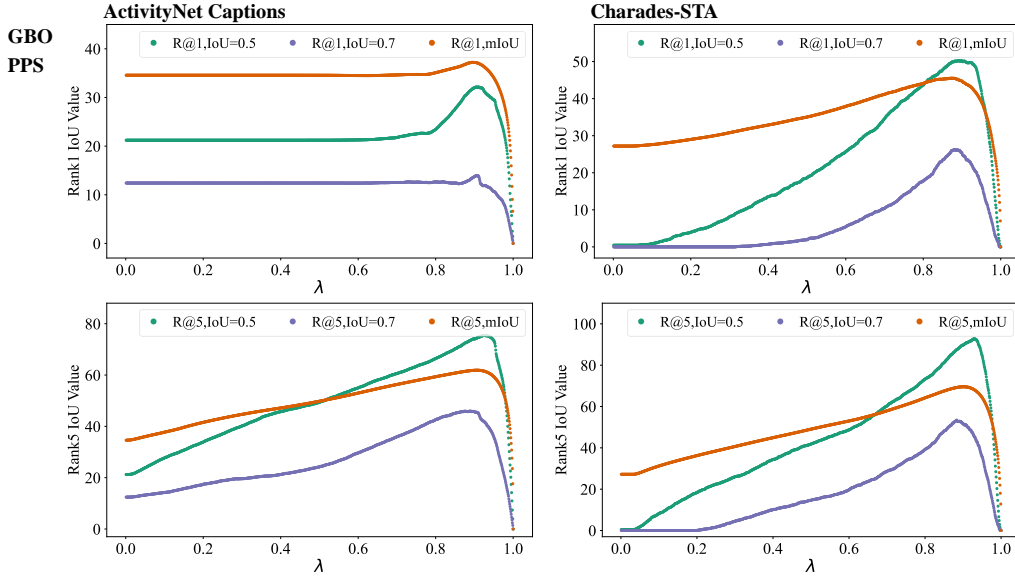 ActivityNet Captions
Charades-STA
GBO
PPS
R@1,IoU=0.5 R@1,IoU=0.7 R@1,mIoU
Rank1 IoU Value
40
30
20
10
0
0.0 0.2 0.4 0.6 0.8 1.0
λ
R@1,IoU=0.5 R@1,IoU=0.7 R@1,mIoU
Rank1 IoU Value
50
40
30
20
10
0
0.0 0.2 0.4 0.6 0.8 1.0
λ
R@5,IoU=0.5 R@5,IoU=0.7 R@5,mIoU
Rank5 IoU Value
80
60
40
20
0
0.0 0.2 0.4 0.6 0.8 1.0
λ
R@5,IoU=0.5 R@5,IoU=0.7 R@5,mIoU
Rank5 IoU Value
100
80
60
40
20
0
0.0 0.2 0.4 0.6 0.8 1.0
λ